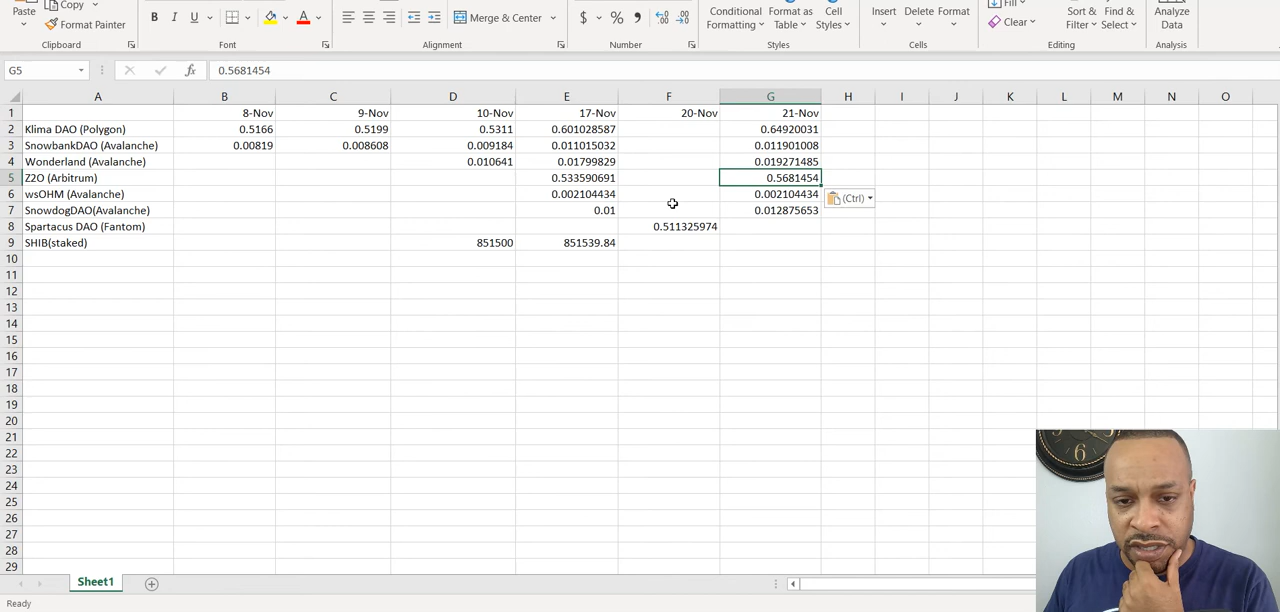 Paste
Copy
Format Painter
B I U
Merge & Center
$ % 9
Conditional Formatting
Format as Table
Cell Styles
Insert
Delete
Format
Fill
Clear
Sort & Filter
Find & Select
Analyze Data
Clipboard Font Alignment Number Styles Cells Editing Analysis
G5 fx 0.5681454
A B C D E F G H I J K L M N O
1 8-Nov 9-Nov 10-Nov 17-Nov 20-Nov 21-Nov
2 Klima DAO (Polygon) 0.5166 0.5199 0.5311 0.601028587 0.64920031
3 SnowbankDAO (Avalanche) 0.00819 0.008608 0.009184 0.011015032 0.011901008
4 Wonderland (Avalanche) 0.010641 0.01799829 0.019271485
5 Z2O (Arbitrum) 0.533590691 0.5681454
6 wsOHM (Avalanche) 0.002104434 0.002104434
(Ctrl)
7 SnowdogDAO(Avalanche) 0.01 0.012875653
8 Spartacus DAO (Fantom) 0.511325974
9 SHIB(staked) 851500 851539.84
10
11
12
13
14
15
16
17
18
19
20
21
22
23
24
25
26
27
28
29
6
Sheet1
Ready